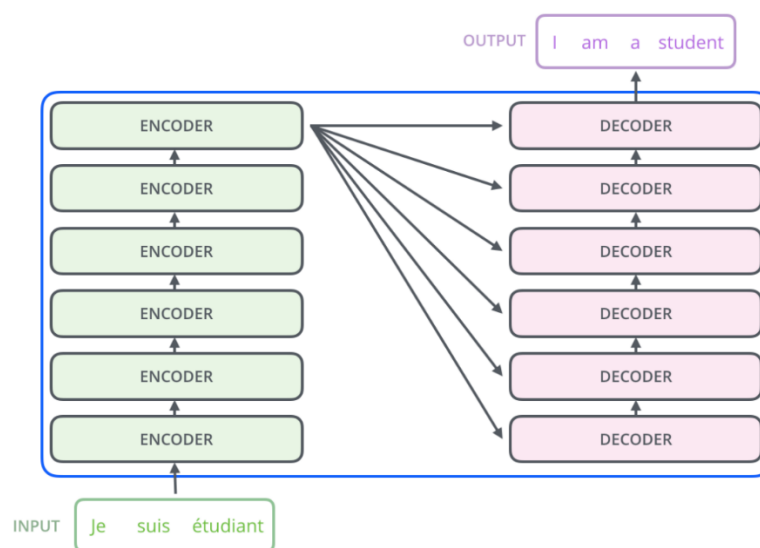 OUTPUT
I am a student
ENCODER
DECODER
ENCODER
DECODER
ENCODER
DECODER
ENCODER
DECODER
ENCODER
DECODER
ENCODER
DECODER
INPUT
Je suis étudiant